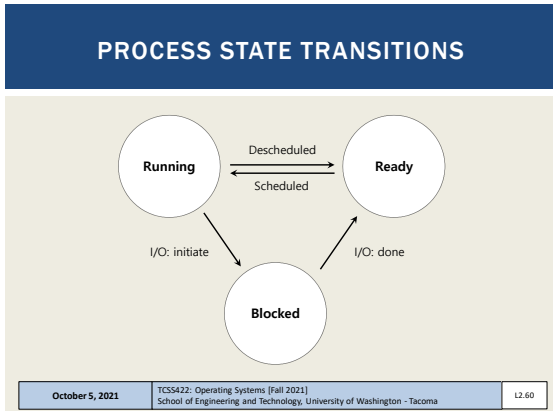 PROCESS STATE TRANSITIONS
Descheduled
Running
Ready
Scheduled
I/O: initiate
I/O: done
Blocked
October 5, 2021
TCSS422: Operating Systems [Fall 2021]
School of Engineering and Technology, University of Washington - Tacoma
L2.60